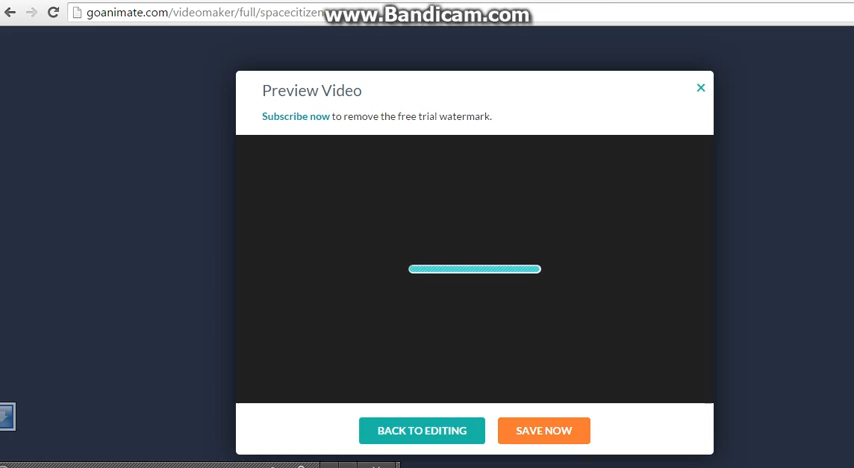 goanimate.com/videomaker/full/spacecitizen
www.Bandicam.com
Preview Video
×
Subscribe now to remove the free trial watermark.
BACK TO EDITING
SAVE NOW